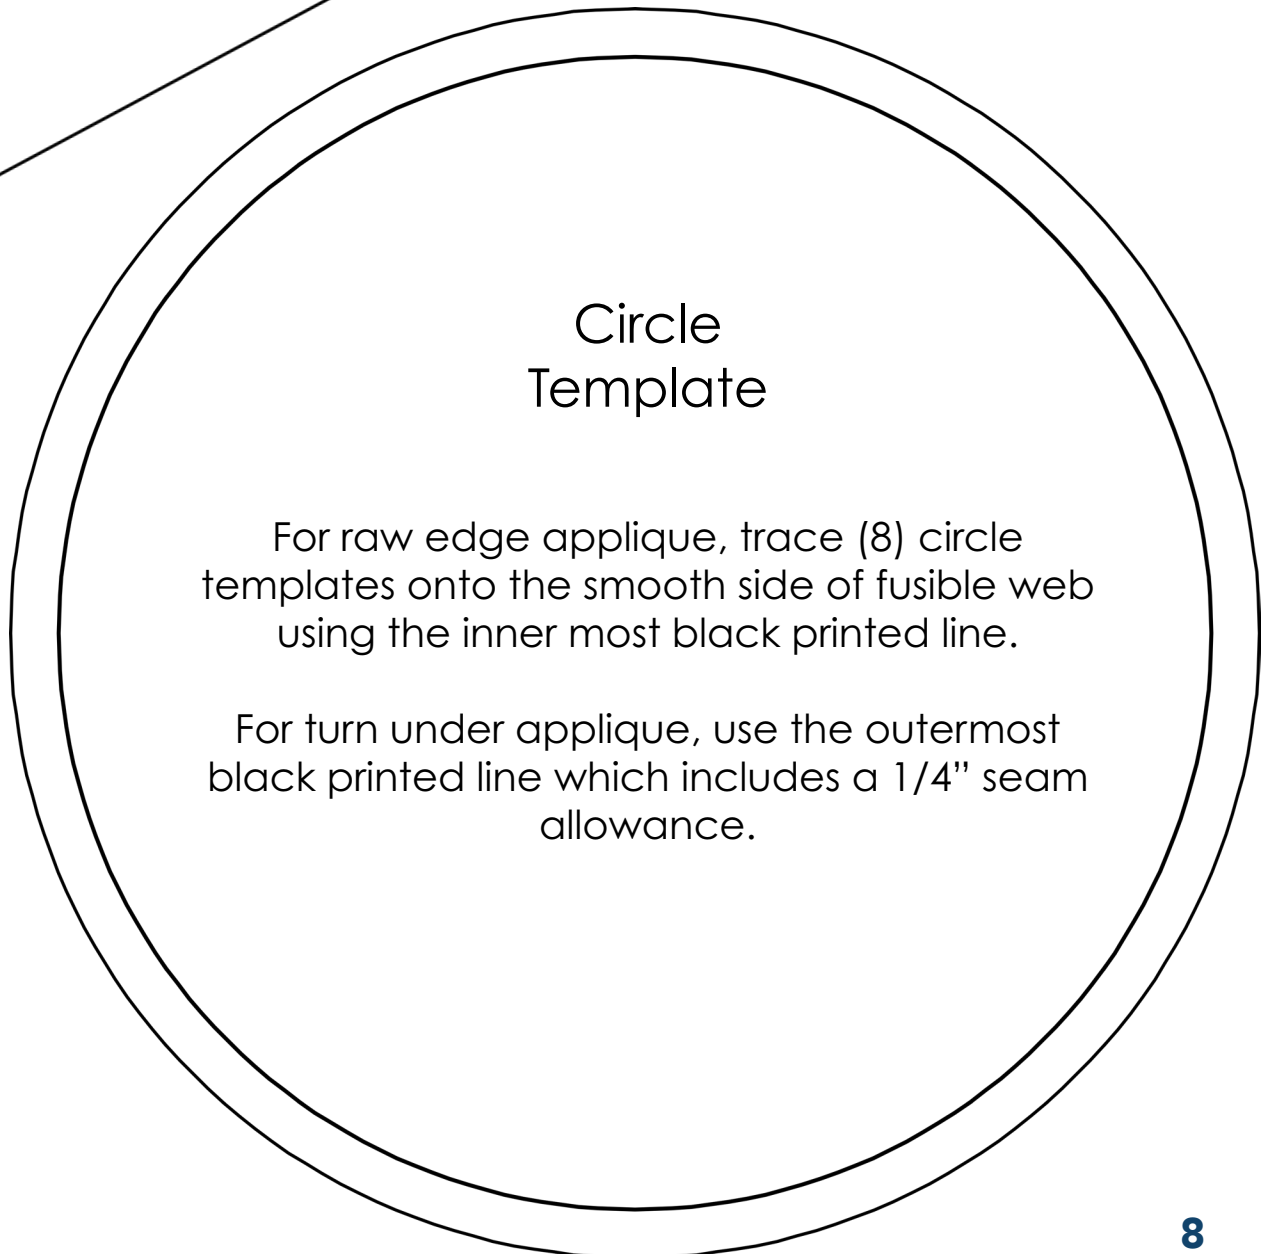 Circle
Template
For raw edge applique, trace (8) circle
templates onto the smooth side of fusible web
using the inner most black printed line.
For turn under applique, use the outermost
black printed line which includes a 1/4” seam
allowance.
8